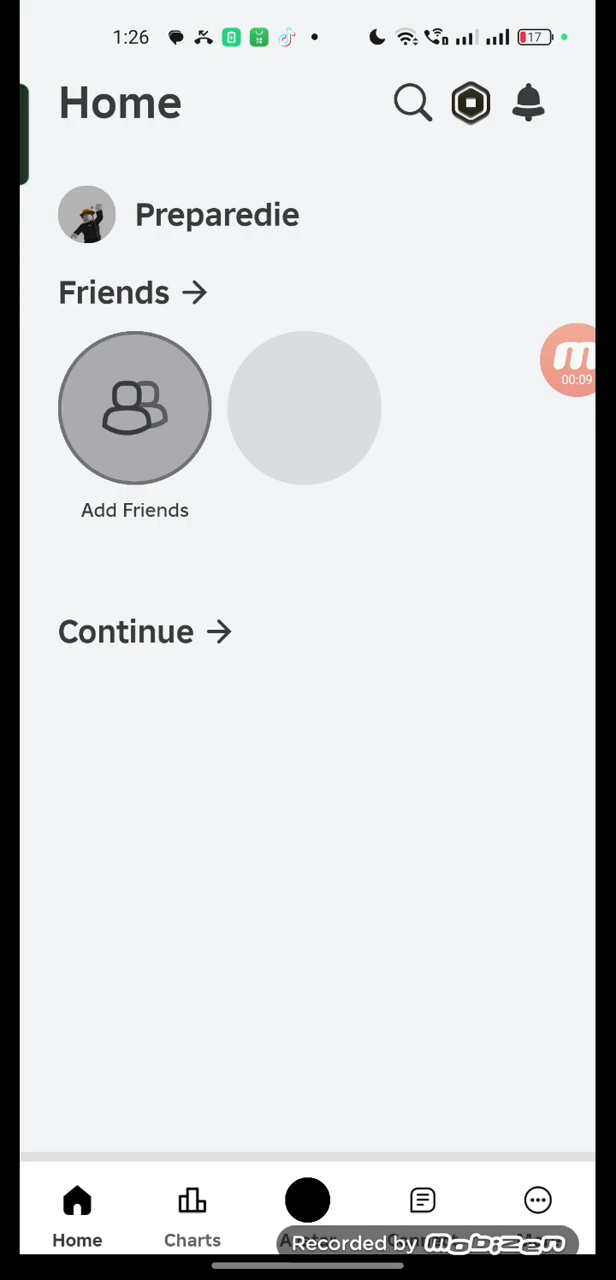 1:26
17
Home
Preparedie
Friends →
00:09
Add Friends
Continue →
Home
Charts
Recorded by mobizen